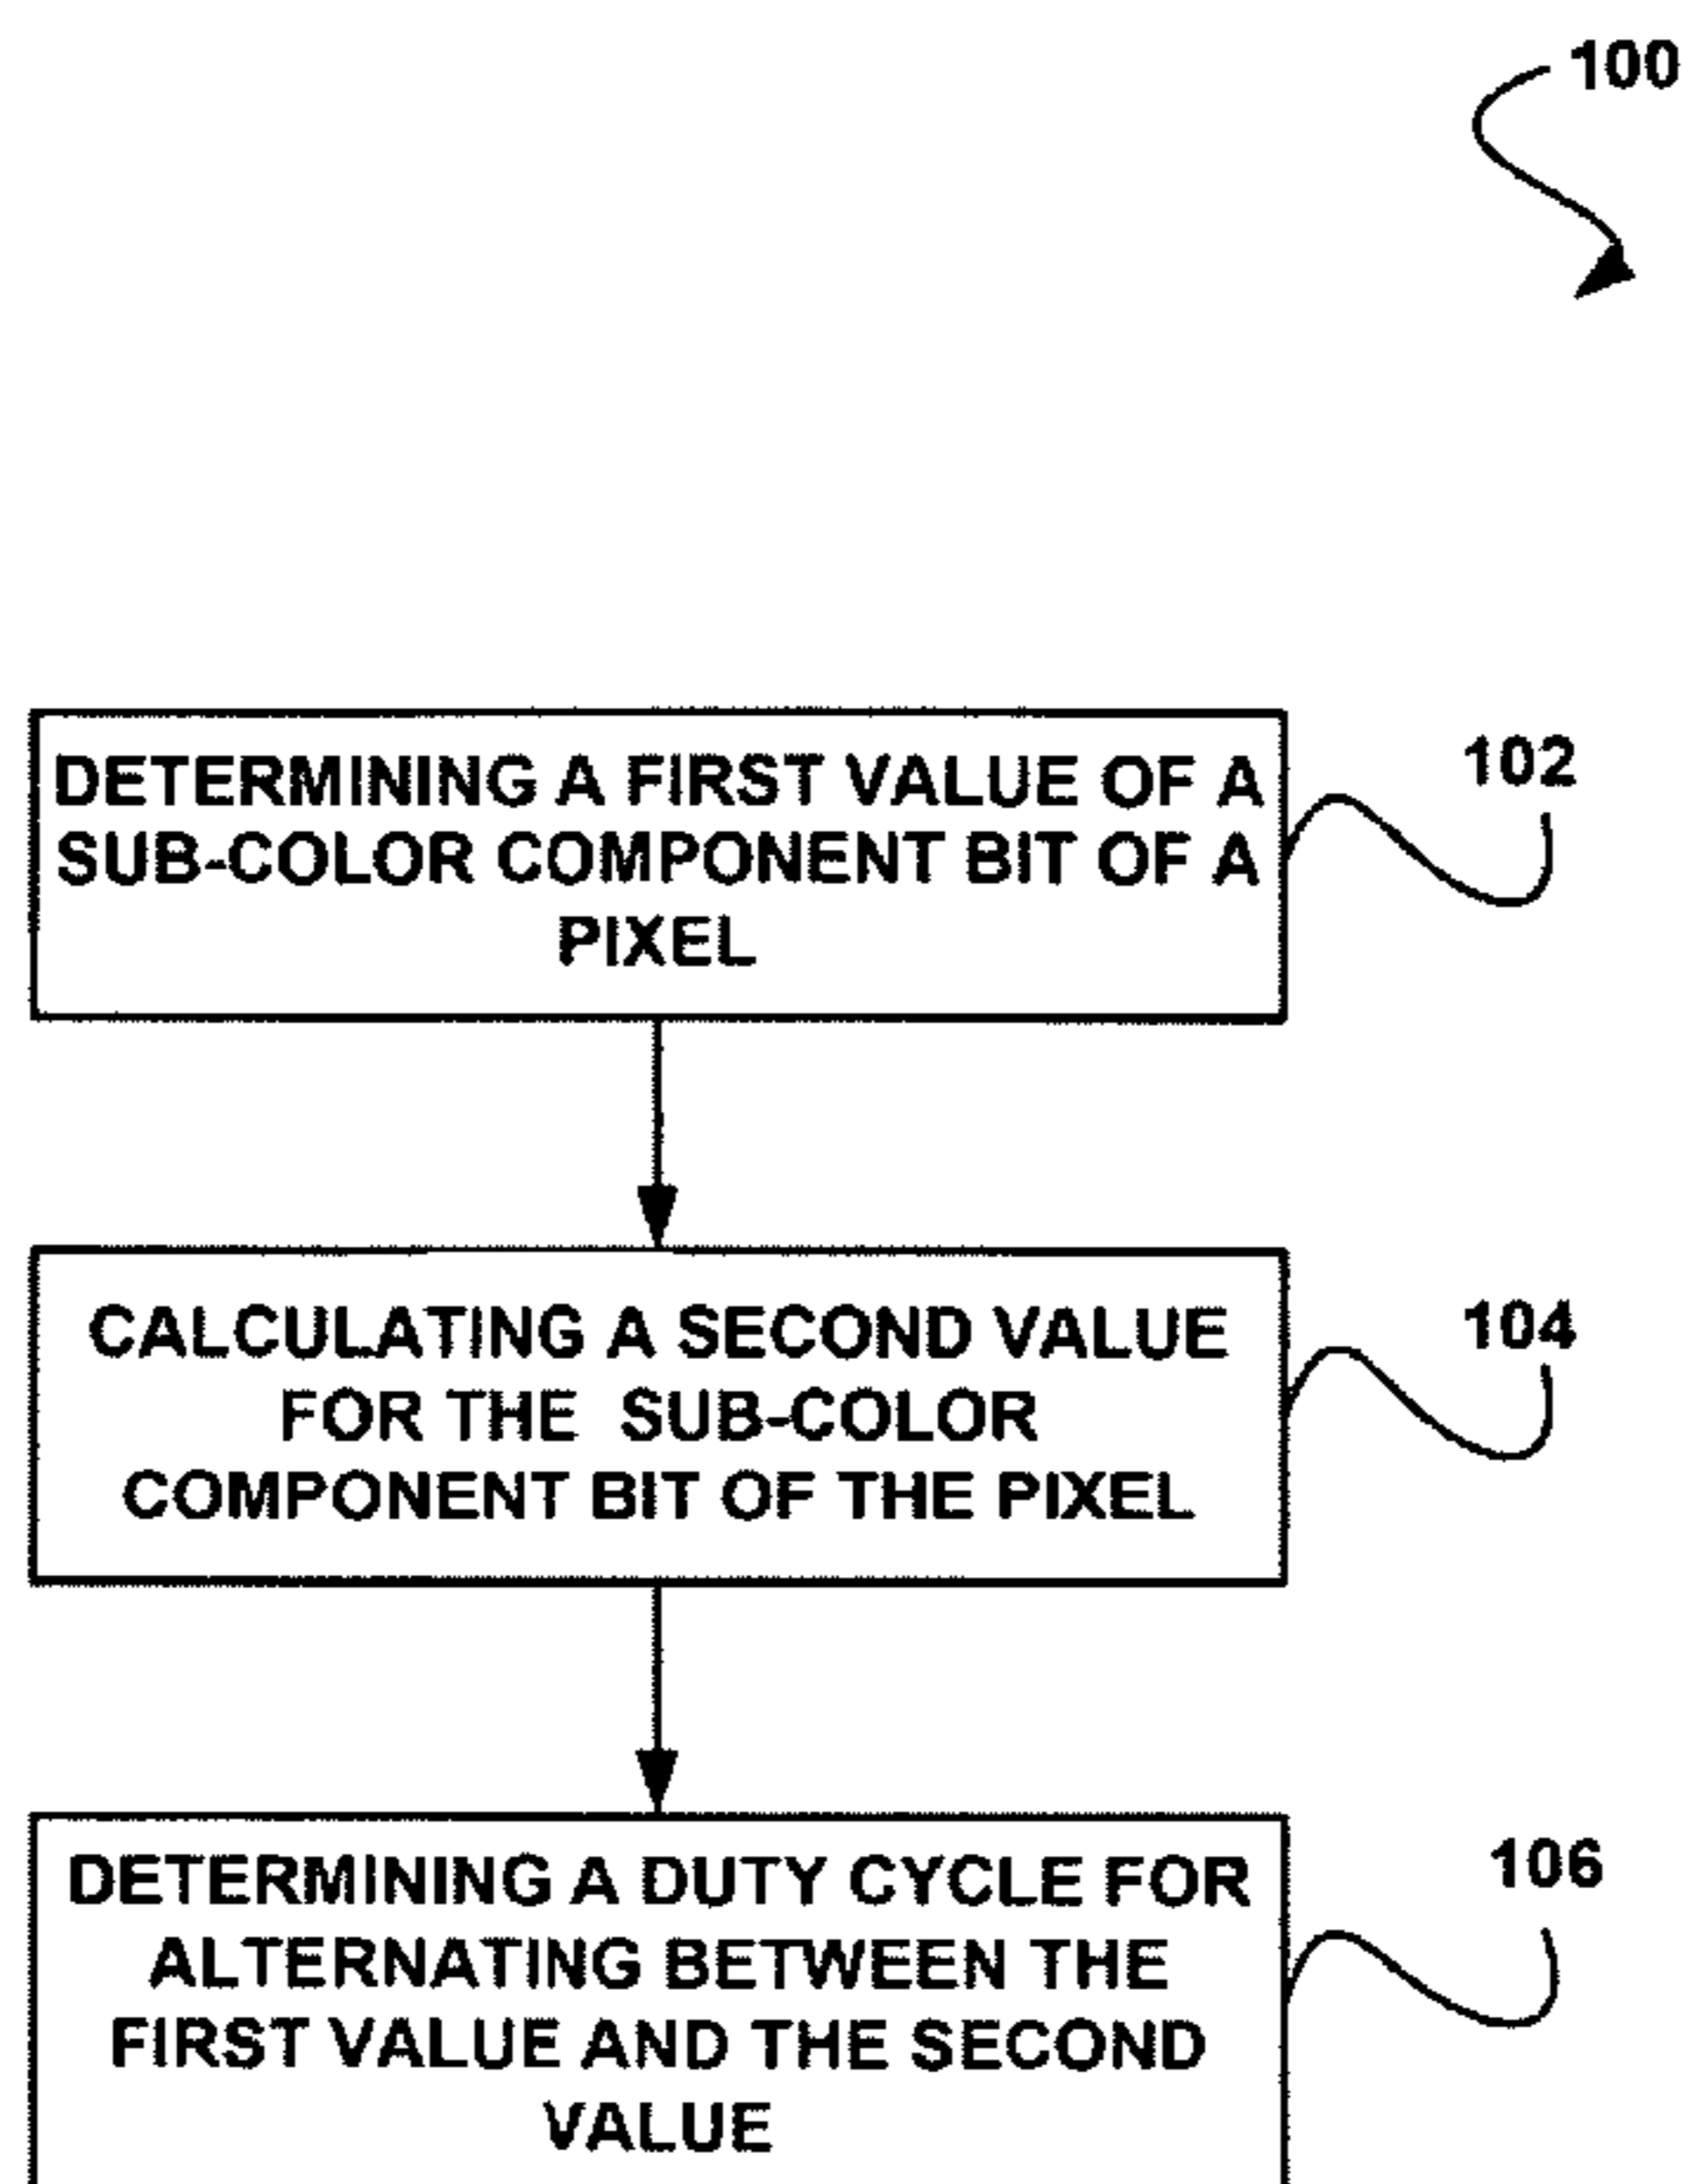 100
DETERMINING A FIRST VALUE OF A
SUB-COLOR COMPONENT BIT OF A
PIXEL
102
CALCULATING A SECOND VALUE
FOR THE SUB-COLOR
COMPONENT BIT OF THE PIXEL
104
DETERMINING A DUTY CYCLE FOR
ALTERNATING BETWEEN THE
FIRST VALUE AND THE SECOND
VALUE
106